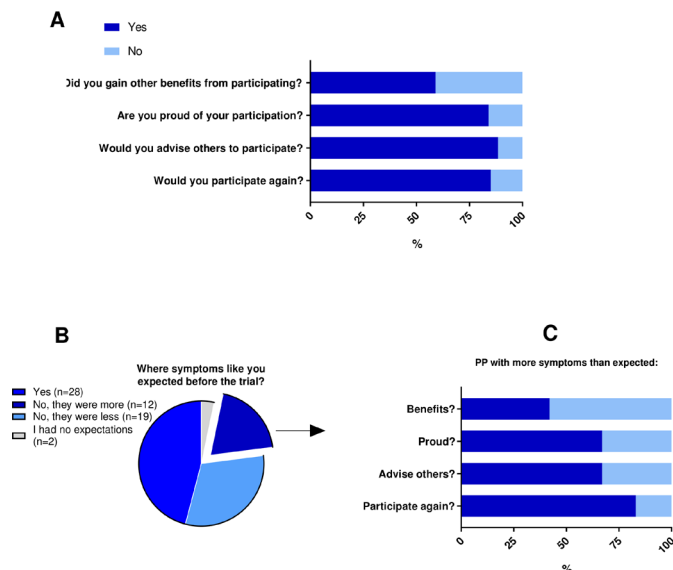 A
Yes
No
Did you gain other benefits from participating?
Are you proud of your participation?
Would you advise others to participate?
Would you participate again?
0
25
50
75
100
%
B
Where symptoms like you
expected before the trial?
Yes (n=28)
No, they were more (n=12)
No, they were less (n=19)
I had no expectations
(n=2)
C
PP with more symptoms than expected:
Benefits?
Proud?
Advise others?
Participate again?
0
25
50
75
100
%